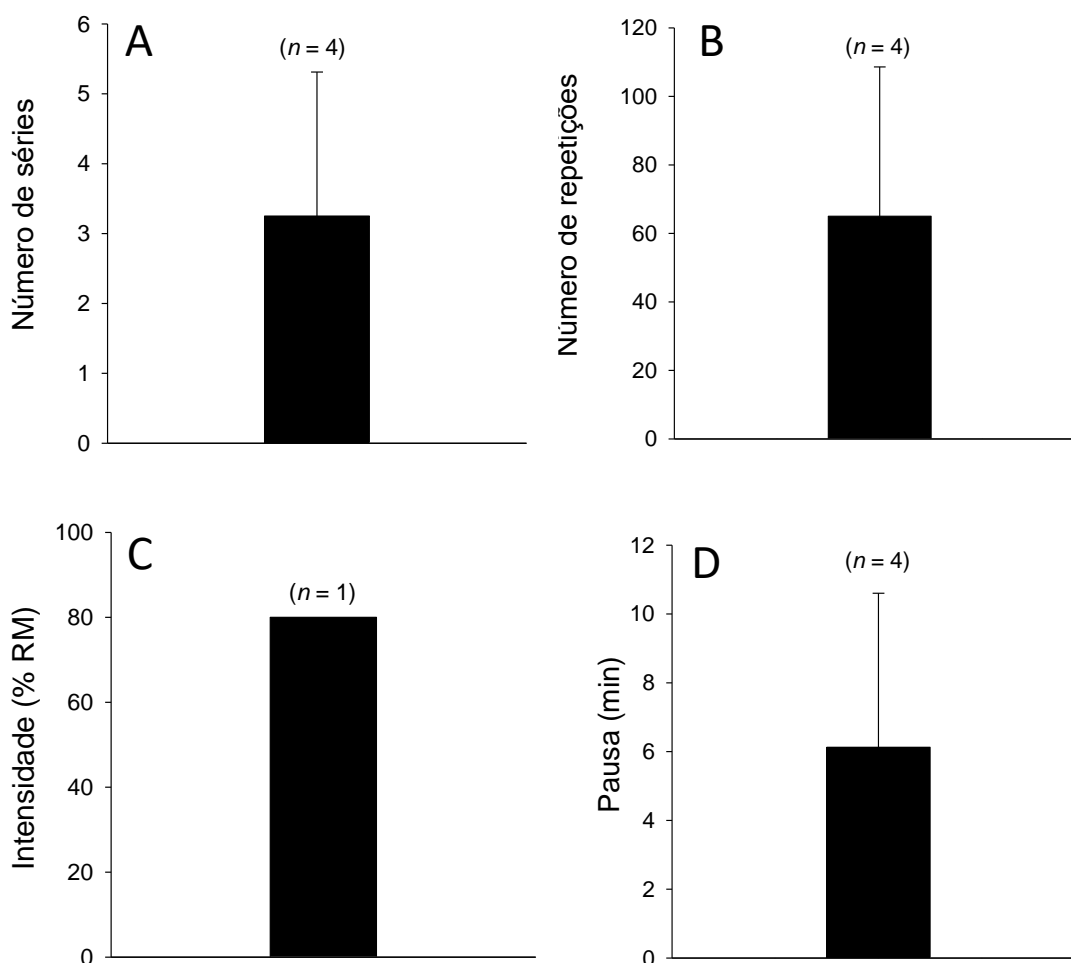 A
(n = 4)
Número de séries
6
5
4
3
2
1
0
B
(n = 4)
Número de repetições
120
100
80
60
40
20
0
C
(n = 1)
Intensidade (% RM)
100
80
60
40
20
0
D
(n = 4)
Pausa (min)
12
10
8
6
4
2
0